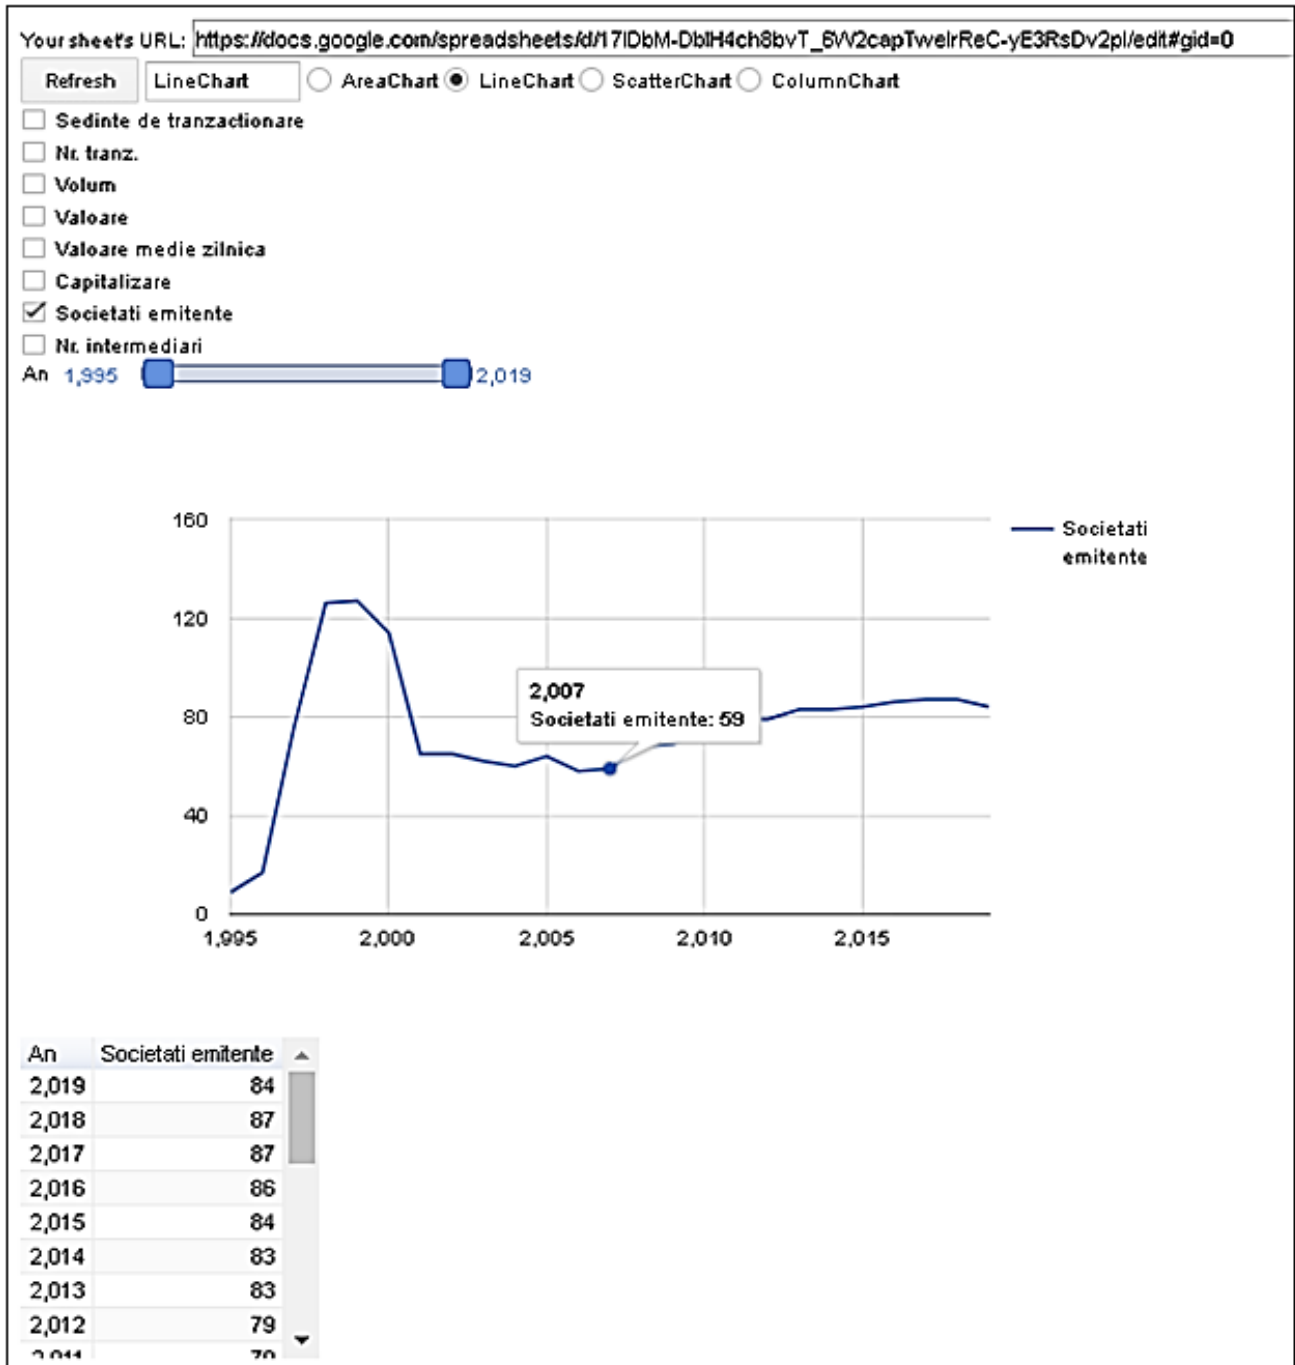 Your sheet's URL: https://docs.google.com/spreadsheets/d/17IDbM-DbIH4ch8bvT_6W2capTwelrReC-yE3RsDv2pI/edit#gid=0
Refresh LineChart AreaChart LineChart ScatterChart ColumnChart
Sedinte de tranzactionare
Nr. tranz.
Volum
Valoare
Valoare medie zilnica
Capitalizare
Societati emitente
Nr. intermediari
An 1,995 2,019
160
120
80
40
0
1,995 2,000 2,005 2,010 2,015
Societati
emitente
2,007
Societati emitente: 59
An Societati emitente
2,019 84
2,018 87
2,017 87
2,016 86
2,015 84
2,014 83
2,013 83
2,012 79